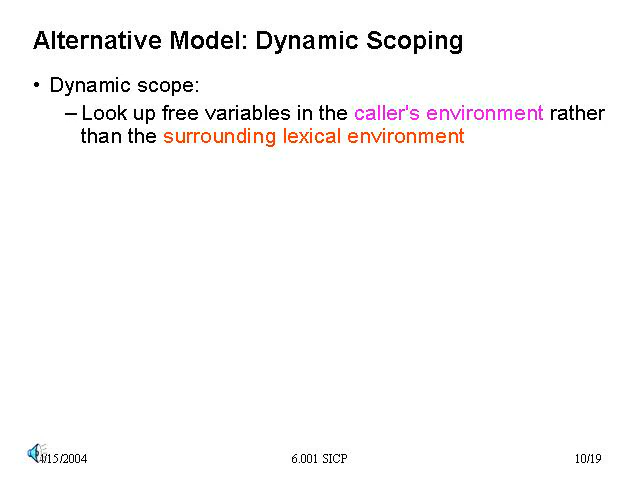 Alternative Model: Dynamic Scoping
• Dynamic scope:
– Look up free variables in the caller's environment rather
than the surrounding lexical environment
4/15/2004
6.001 SICP
10/19